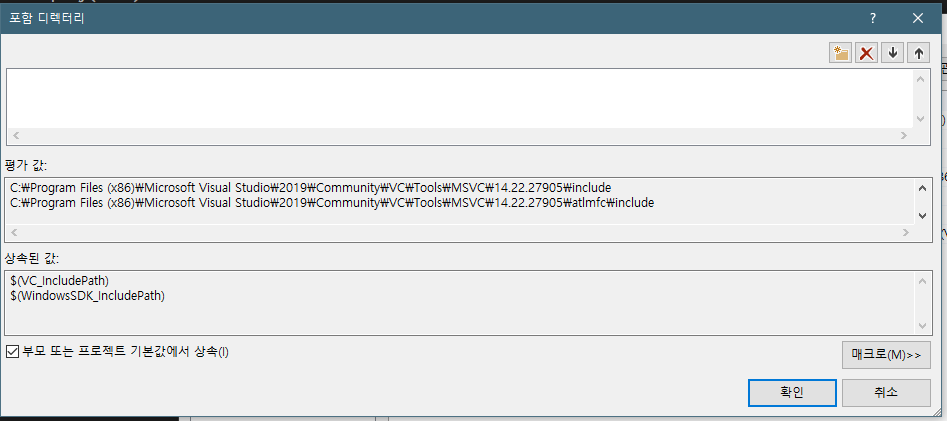 포함 디렉터리
?
평가 값:
C:₩Program Files (x86)₩Microsoft Visual Studio₩2019₩Community₩VC₩Tools₩MSVC₩14.22.27905₩include
C:₩Program Files (x86)₩Microsoft Visual Studio₩2019₩Community₩VC₩Tools₩MSVC₩14.22.27905₩atlmfc₩include
상속된 값:
$(VC_IncludePath)
$(WindowsSDK_IncludePath)
부모 또는 프로젝트 기본값에서 상속(I)
매크로(M)>>
확인
취소